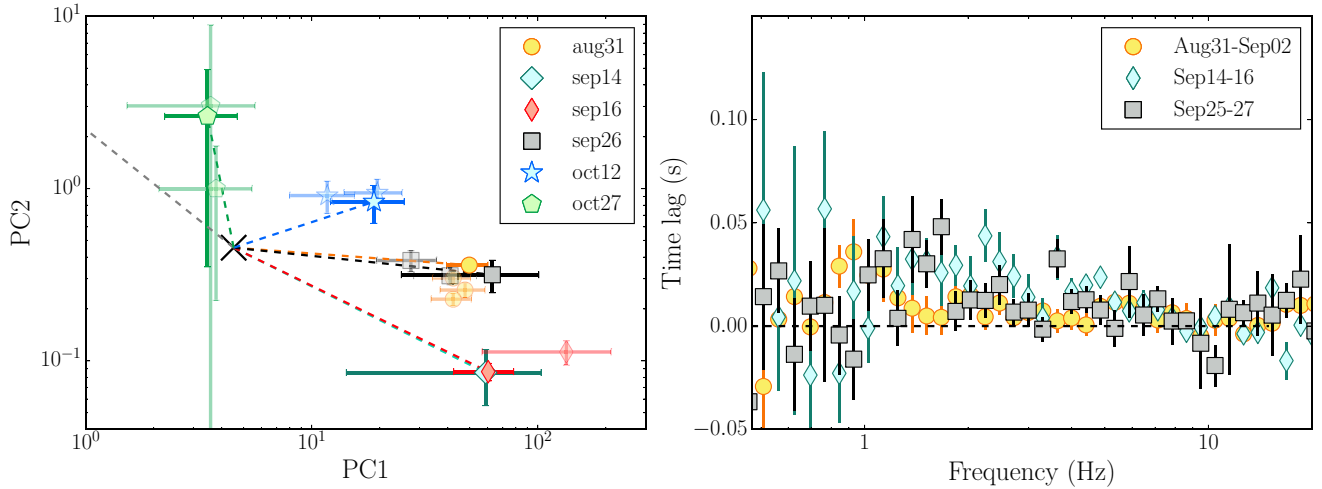 10^1
10^0
10^{-1}
PC2
10^0
10^1
10^2
PC1
aug31
sep14
sep16
sep26
oct12
oct27
0.10
0.05
0.00
−0.05
Time lag (s)
1
10
Frequency (Hz)
Aug31-Sep02
Sep14-16
Sep25-27